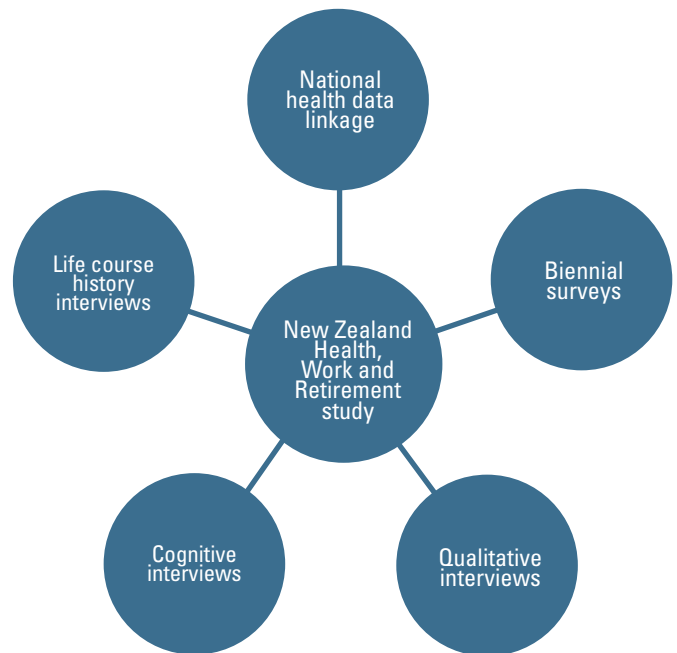 National
health data
linkage
Life course
history
interviews
Biennial
surveys
New Zealand
Health,
Work and
Retirement
study
Cognitive
interviews
Qualitative
interviews